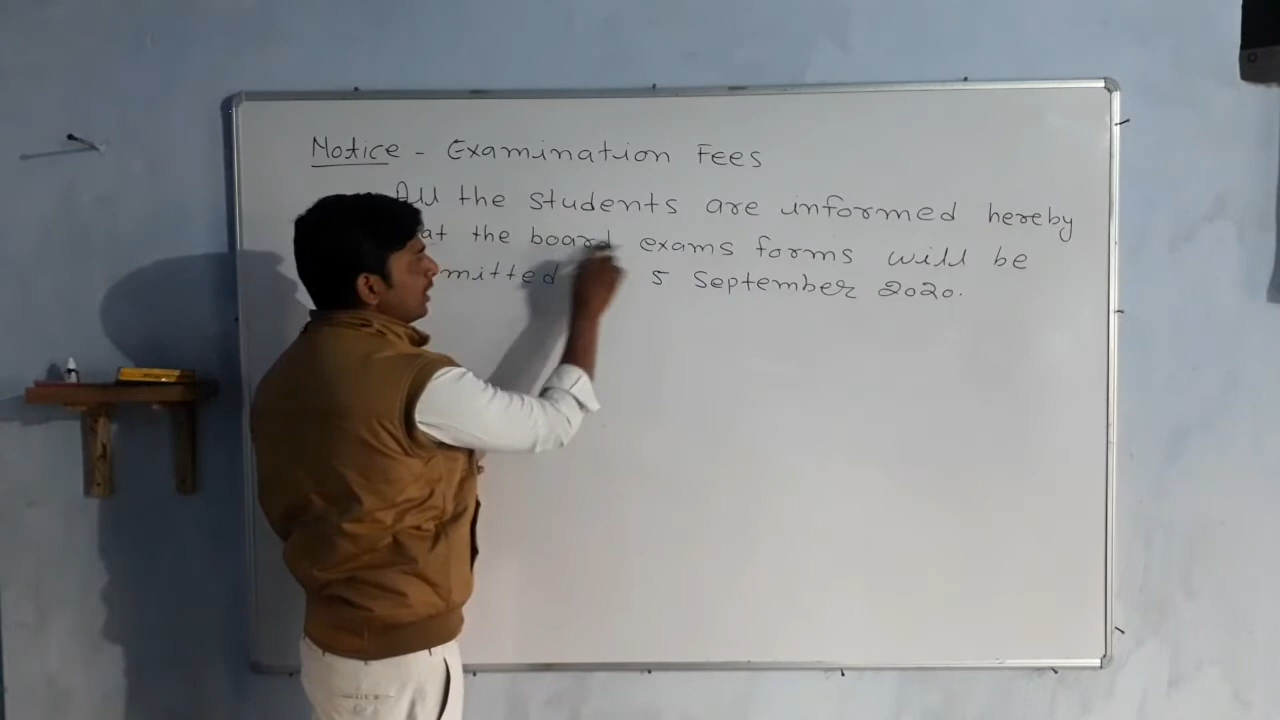 Notice - Examination Fees
All the students are informed hereby
at the board exams forms will be
mitted 5 September 2020.